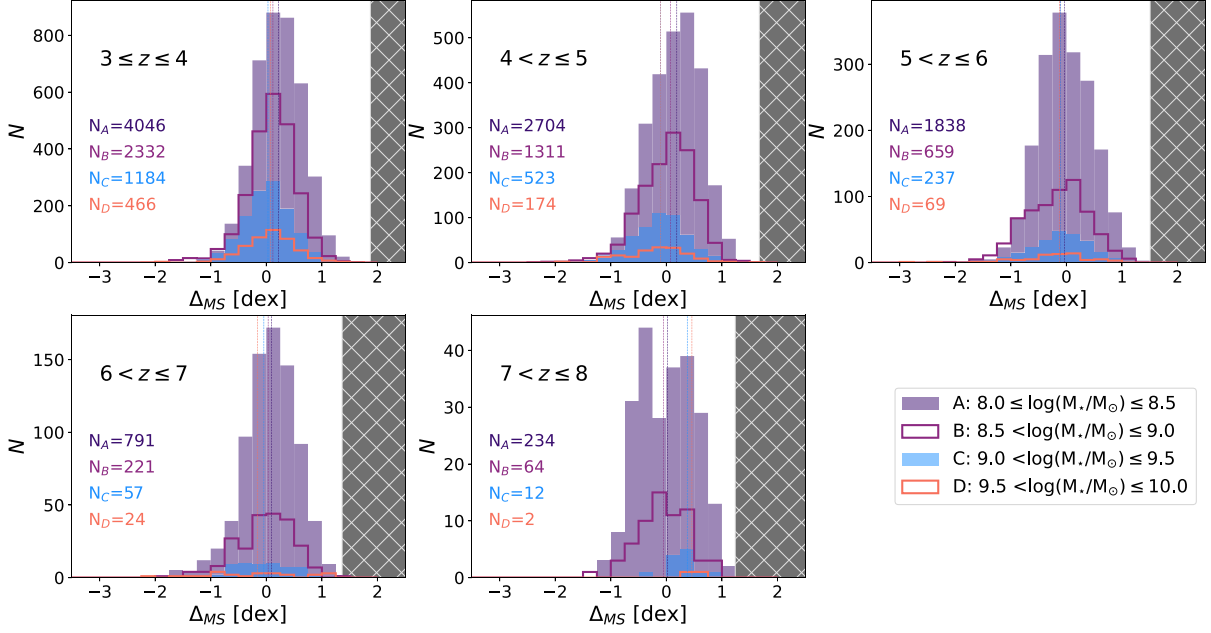 3 ≤ z ≤ 4
N_A=4046
N_B=2332
N_C=1184
N_D=466
N
0
200
400
600
800
−3 −2 −1 0 1 2
Δ_MS [dex]
4 < z ≤ 5
N_A=2704
N_B=1311
N_C=523
N_D=174
N
0
100
200
300
400
500
−3 −2 −1 0 1 2
Δ_MS [dex]
5 < z ≤ 6
N_A=1838
N_B=659
N_C=237
N_D=69
N
0
100
200
300
−3 −2 −1 0 1 2
Δ_MS [dex]
6 < z ≤ 7
N_A=791
N_B=221
N_C=57
N_D=24
N
0
50
100
150
−3 −2 −1 0 1 2
Δ_MS [dex]
7 < z ≤ 8
N_A=234
N_B=64
N_C=12
N_D=2
N
0
10
20
30
40
−3 −2 −1 0 1 2
Δ_MS [dex]
A: 8.0 ≤ log(M⋆/M⊙) ≤ 8.5
B: 8.5 <log(M⋆/M⊙) ≤ 9.0
C: 9.0 <log(M⋆/M⊙) ≤ 9.5
D: 9.5 <log(M⋆/M⊙) ≤ 10.0